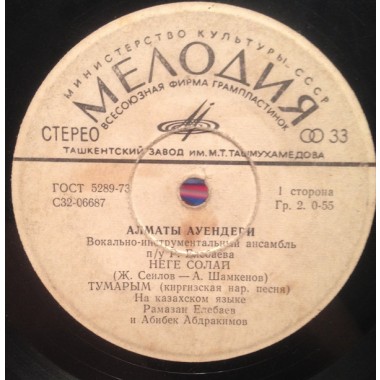 МИНИСТЕРСТВО КУЛЬТУРЫ-СССР
МЕЛОДИЯ
ВСЕСОЮЗНАЯ ФИРМА ГРАМПЛАСТИНОК
СТЕРЕО
33
ТАШКЕНТСКИЙ ЗАВОД ИМ. М.Т. ТАШМУХАМЕДОВА
ГОСТ 5289-73
1 сторона
С32-06687
Гр. 2. 0-55
АЛМАТЫ АУЕНДЕРИ
Вокально-инструментальный ансамбль
п/у Р. Елебаева
НЕГЕ СОЛАЙ
(Ж. Сеилов — А. Шамкенов)
ТУМАРЫМ (киргизская нар. песня)
На казахском языке
Рамазан Елебаев
и Абибек Абдракимов